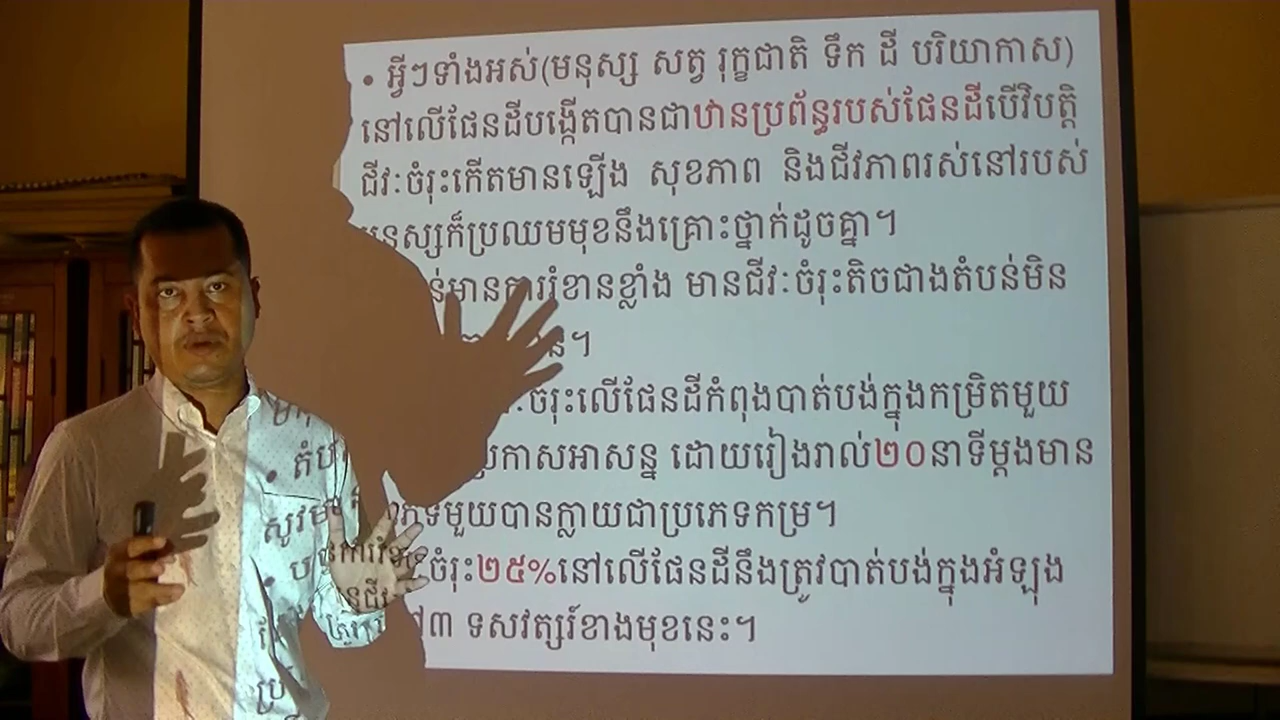 • អ្វីៗទាំងអស់(មនុស្ស សត្វ រុក្ខជាតិ ទឹក ដី បរិយាកាស)
នៅលើផែនដីបង្កើតបានជាឋានប្រព័ន្ធរបស់ផែនដីបើវិបត្តិ
ជីវៈចំរុះកើតមានឡើង សុខភាព និងជីវភាពរស់នៅរបស់
មនុស្សក៏ប្រឈមមុខនឹងគ្រោះថ្នាក់ដូចគ្នា។
មានការរំខានខ្លាំង មានជីវៈចំរុះតិចជាងតំបន់មិន
ចំរុះលើផែនដីកំពុងបាត់បង់ក្នុងកម្រិតមួយ
ប្រកាសអាសន្ន ដោយរៀងរាល់២០នាទីម្តងមាន
ភេទមួយបានក្លាយជាប្រភេទកម្រ។
ចំរុះ២៥%នៅលើផែនដីនឹងត្រូវបាត់បង់ក្នុងអំឡុង
៣ ទសវត្សរ៍ខាងមុខនេះ។